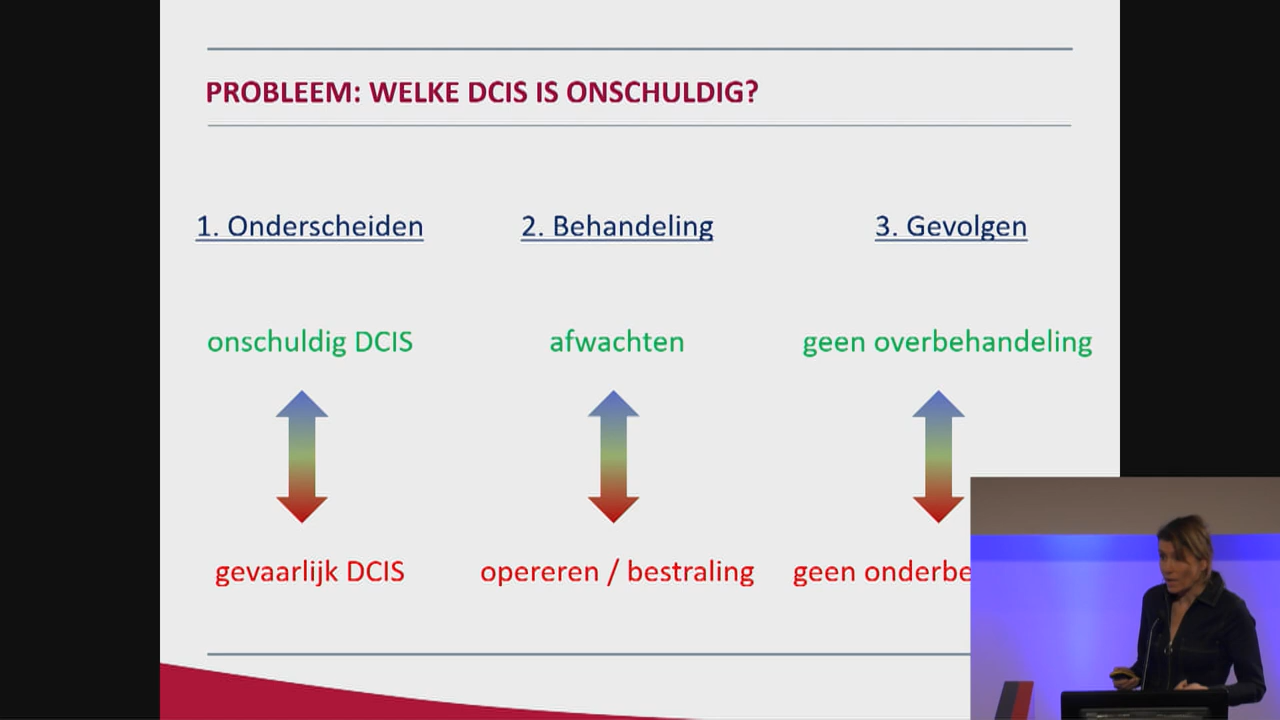 PROBLEEM: WELKE DCIS IS ONSCHULDIG?
1. Onderscheiden 2. Behandeling 3. Gevolgen
onschuldig DCIS afwachten geen overbehandeling
gevaarlijk DCIS opereren / bestraling geen